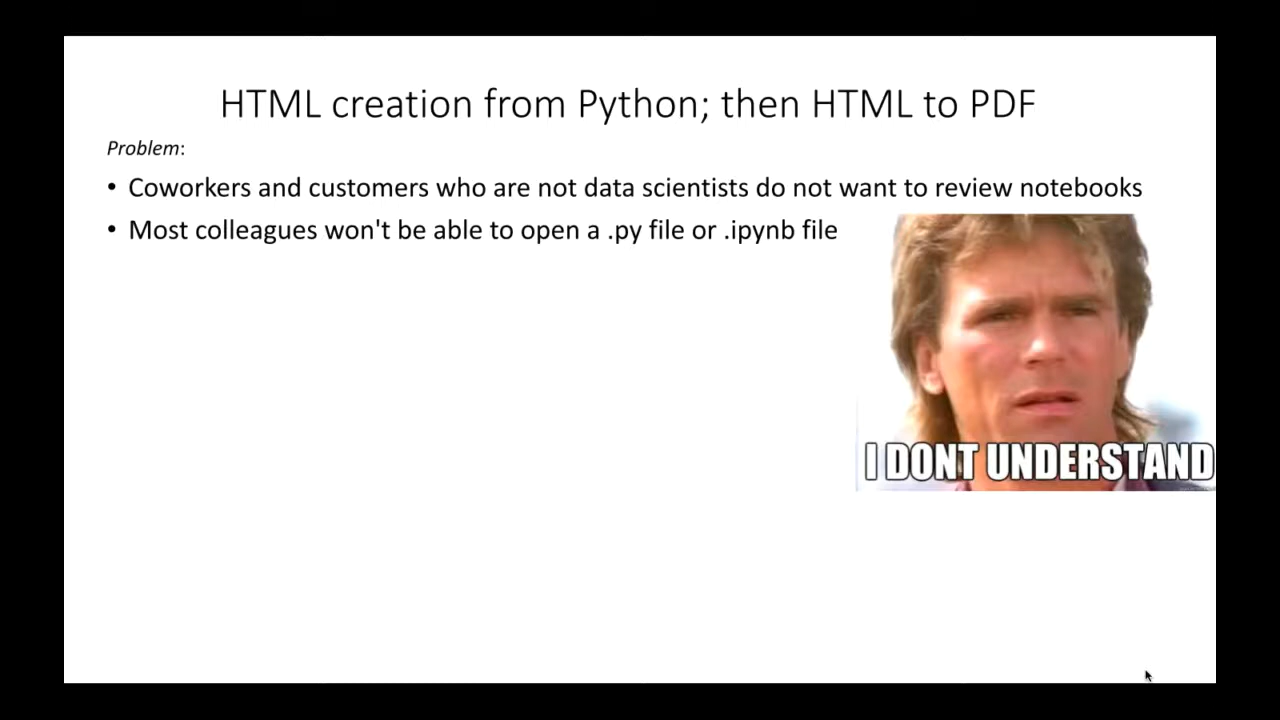 HTML creation from Python; then HTML to PDF
Problem:
• Coworkers and customers who are not data scientists do not want to review notebooks
• Most colleagues won't be able to open a .py file or .ipynb file
I DONT UNDERSTAND